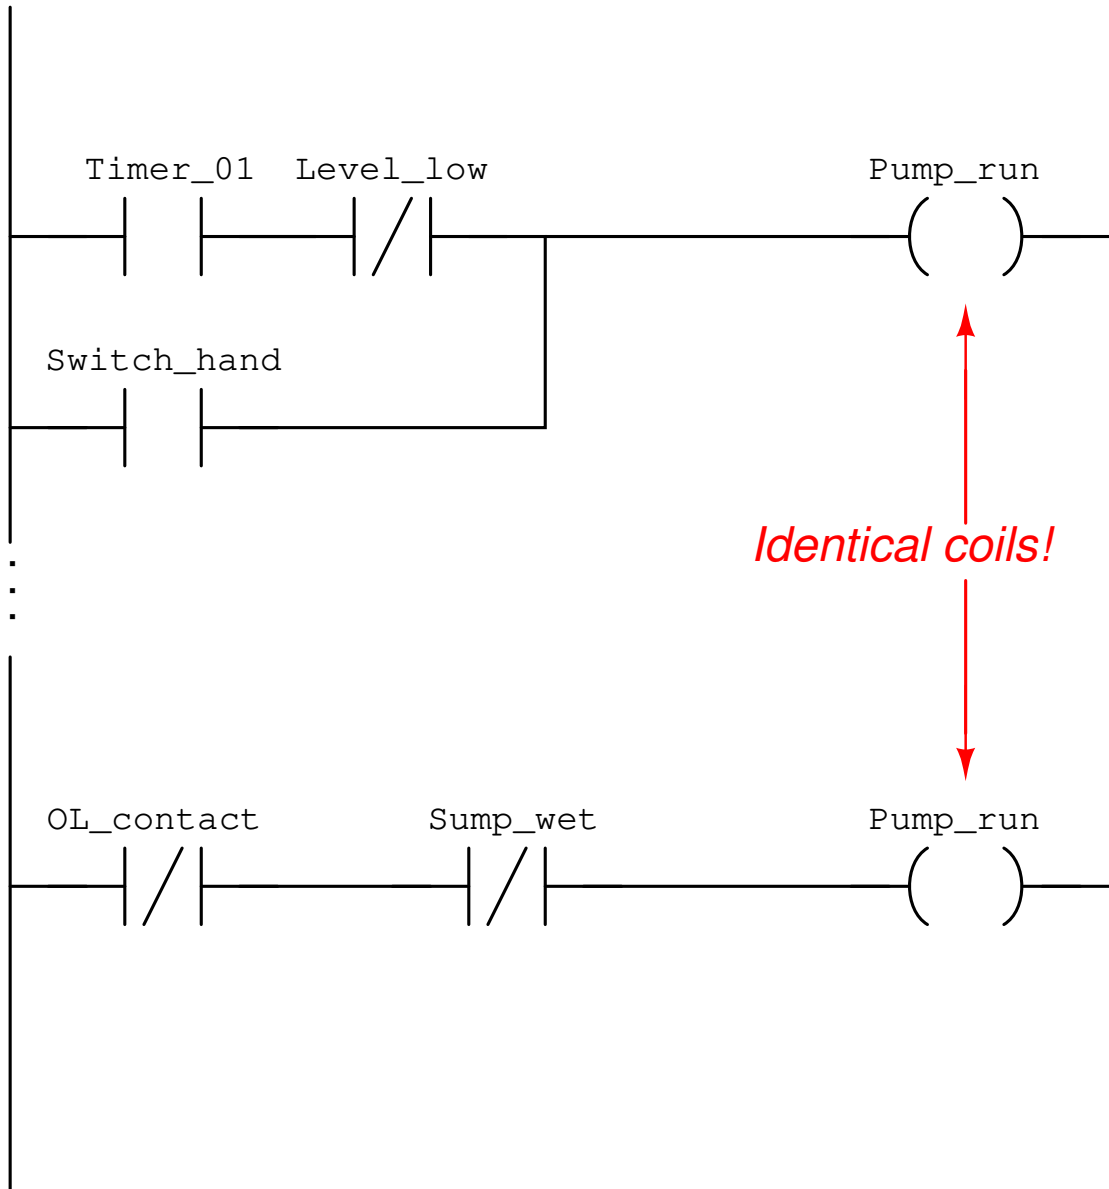 Timer_01 Level_low Pump_run
Switch_hand
Identical coils!
OL_contact Sump_wet Pump_run